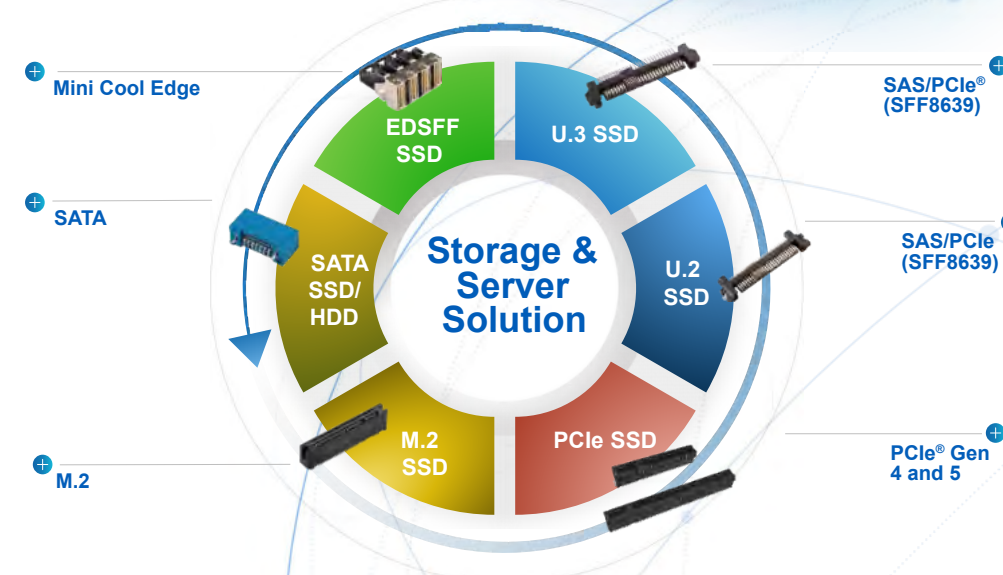 Mini Cool Edge
SATA
M.2
EDSFF
SSD
U.3 SSD
SATA
SSD/
HDD
Storage &
Server
Solution
U.2
SSD
M.2
SSD
PCIe SSD
SAS/PCIe®
(SFF8639)
SAS/PCIe
(SFF8639)
PCIe® Gen
4 and 5